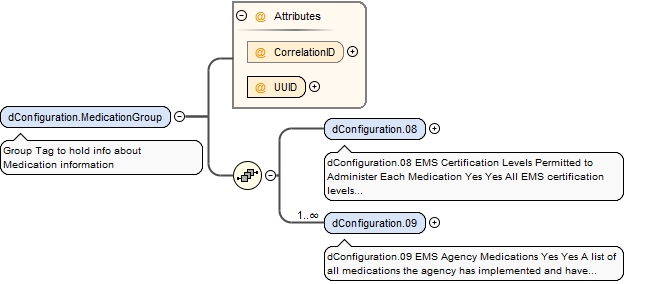 Attributes
@ CorrelationID
@ UUID
dConfiguration.MedicationGroup
Group Tag to hold info about
Medication information
dConfiguration.08
dConfiguration.08 EMS Certification Levels Permitted to
Administer Each Medication Yes Yes All EMS certification
levels...
1..∞
dConfiguration.09
dConfiguration.09 EMS Agency Medications Yes Yes A list of
all medications the agency has implemented and have...